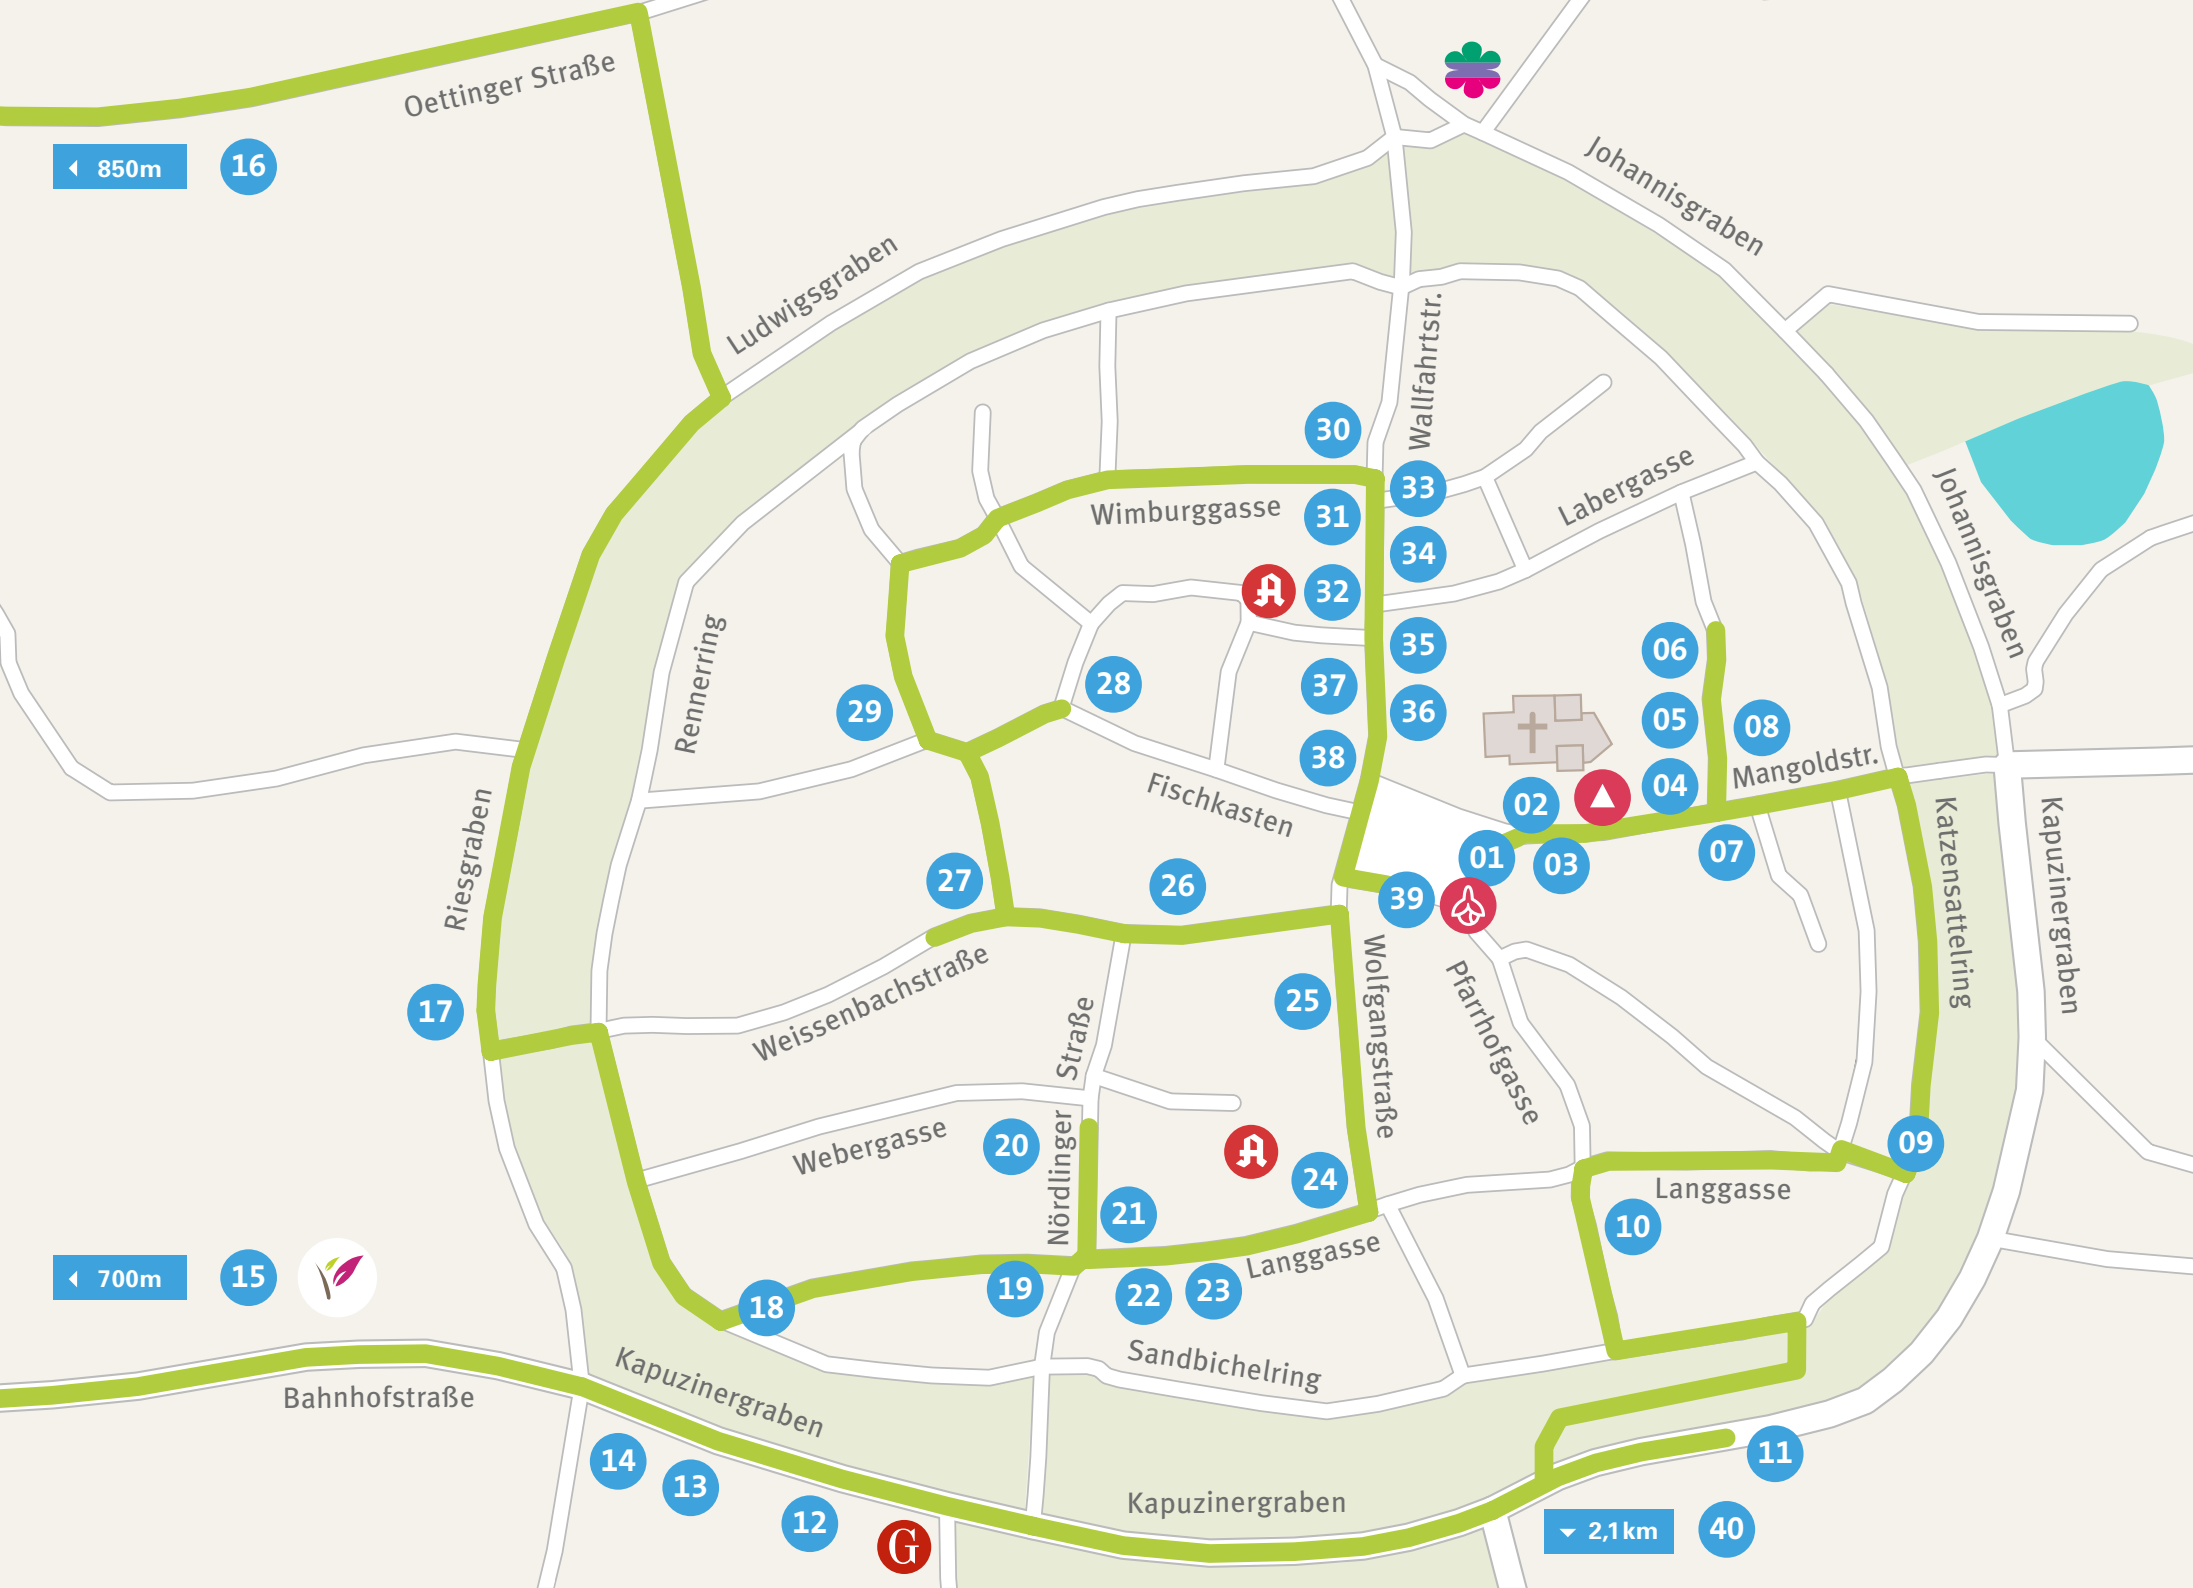 Oettinger Straße
850m
16
Johannisgraben
Ludwigsgraben
Wallfahrtstr.
30
33
Labergasse
Johannisgraben
Wimburggasse
31
34
A
32
Rennerring
35
06
28
37
29
36
05
08
38
Mangoldstr.
04
Fischkasten
02
Riesgraben
01
03
07
Katzensattelring
Kapuzinergraben
27
26
39
Weissenbachstraße
Wolfgangstraße
Pfarrhofgasse
17
25
Nördlinger Straße
Webergasse
20
A
24
09
Langgasse
21
10
Langgasse
700m
15
19
22
23
18
Sandbichelring
Kapuzinergraben
Bahnhofstraße
14
13
11
Kapuzinergraben
12
G
2,1km
40